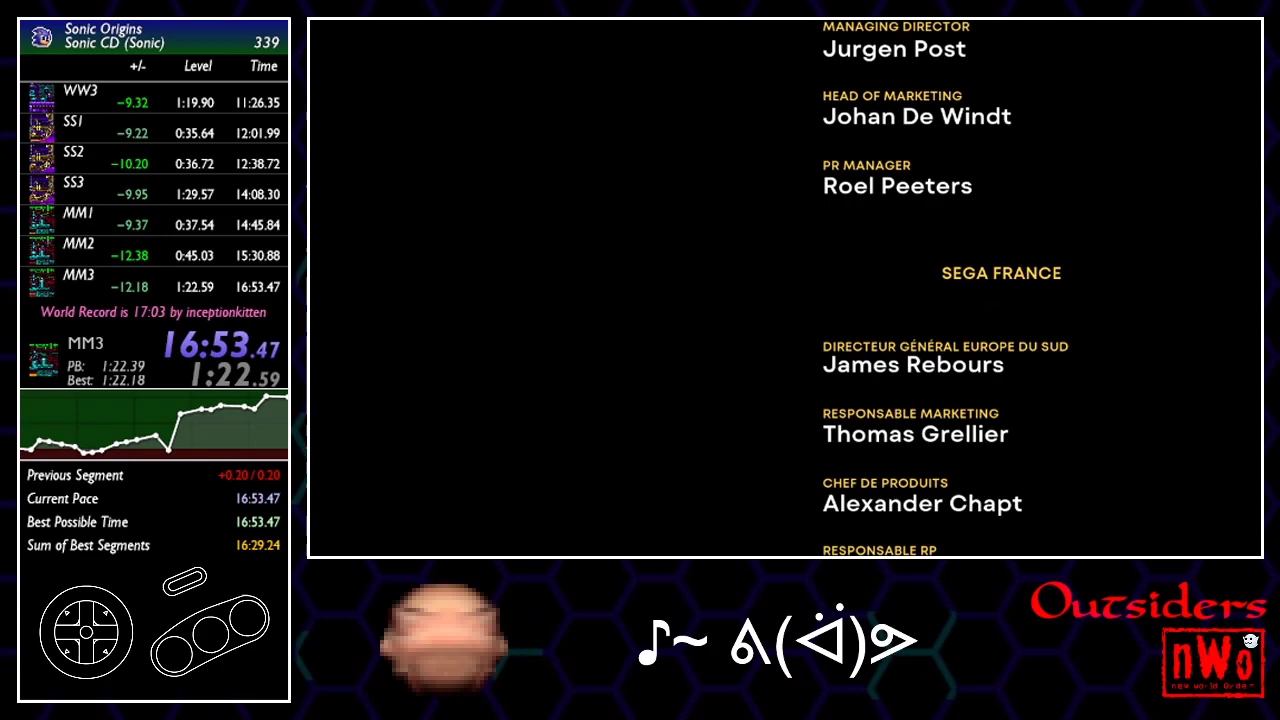 Sonic Origins
Sonic CD (Sonic) 339
+/- Level Time
WW3 −9.32 1:19.90 11:26.35
SS1 −9.22 0:35.64 12:01.99
SS2 −10.20 0:36.72 12:38.72
SS3 −9.95 1:29.57 14:08.30
MM1 −9.37 0:37.54 14:45.84
MM2 −12.38 0:45.03 15:30.88
MM3 −12.18 1:22.59 16:53.47
World Record is 17:03 by inceptionkitten
MM3 16:53.47
PB: 1:22.39
Best: 1:22.18 1:22.59
Previous Segment +0.20 / 0.20
Current Pace 16:53.47
Best Possible Time 16:53.47
Sum of Best Segments 16:29.24
MANAGING DIRECTOR
Jurgen Post
HEAD OF MARKETING
Johan De Windt
PR MANAGER
Roel Peeters
SEGA FRANCE
DIRECTEUR GÉNÉRAL EUROPE DU SUD
James Rebours
RESPONSABLE MARKETING
Thomas Grellier
CHEF DE PRODUITS
Alexander Chapt
RESPONSABLE RP
♪~ ᕕ(ᐛ)ᕗ
Outsiders
nWo
new world Order